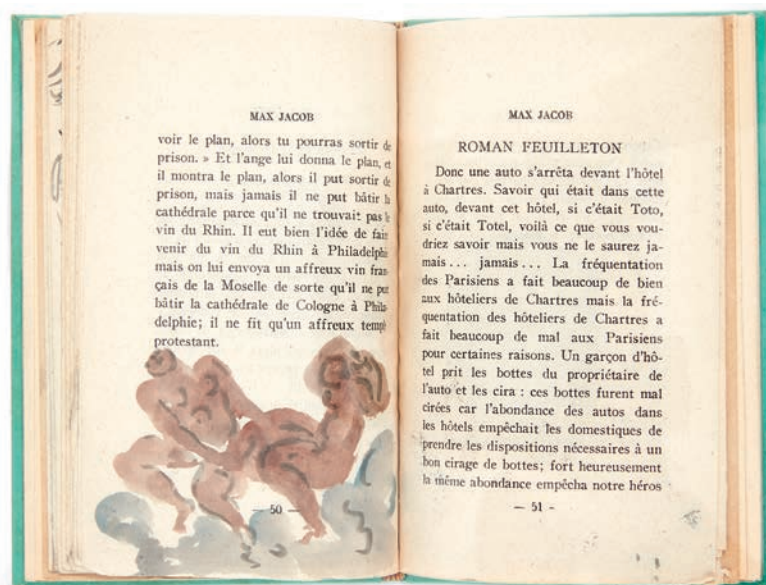 MAX JACOB
voir le plan, alors tu pourras sortir de
prison. » Et l'ange lui donna le plan, et
il montra le plan, alors il put sortir de
prison, mais jamais il ne put bâtir la
cathédrale parce qu'il ne trouvait pas le
vin du Rhin. Il eut bien l'idée de faire
venir du vin du Rhin à Philadelphie
mais on lui envoya un affreux vin fran-
çais de la Moselle de sorte qu'il ne put
bâtir la cathédrale de Cologne à Phila-
delphie; il ne fit qu'un affreux temple
protestant.
— 50 —
MAX JACOB
ROMAN FEUILLETON
Donc une auto s'arrêta devant l'hôtel
à Chartres. Savoir qui était dans cette
auto, devant cet hôtel, si c'était Toto,
si c'était Totel, voilà ce que vous vou-
driez savoir mais vous ne le saurez ja-
mais... jamais... La fréquentation
des Parisiens a fait beaucoup de bien
aux hôteliers de Chartres mais la fré-
quentation des hôteliers de Chartres a
fait beaucoup de mal aux Parisiens
pour certaines raisons. Un garçon d'hô-
tel prit les bottes du propriétaire de
l'auto et les cira : ces bottes furent mal
cirées car l'abondance des autos dans
les hôtels empêchait les domestiques de
prendre les dispositions nécessaires à un
bon cirage de bottes; fort heureusement
la même abondance empêcha notre héros
— 51 -